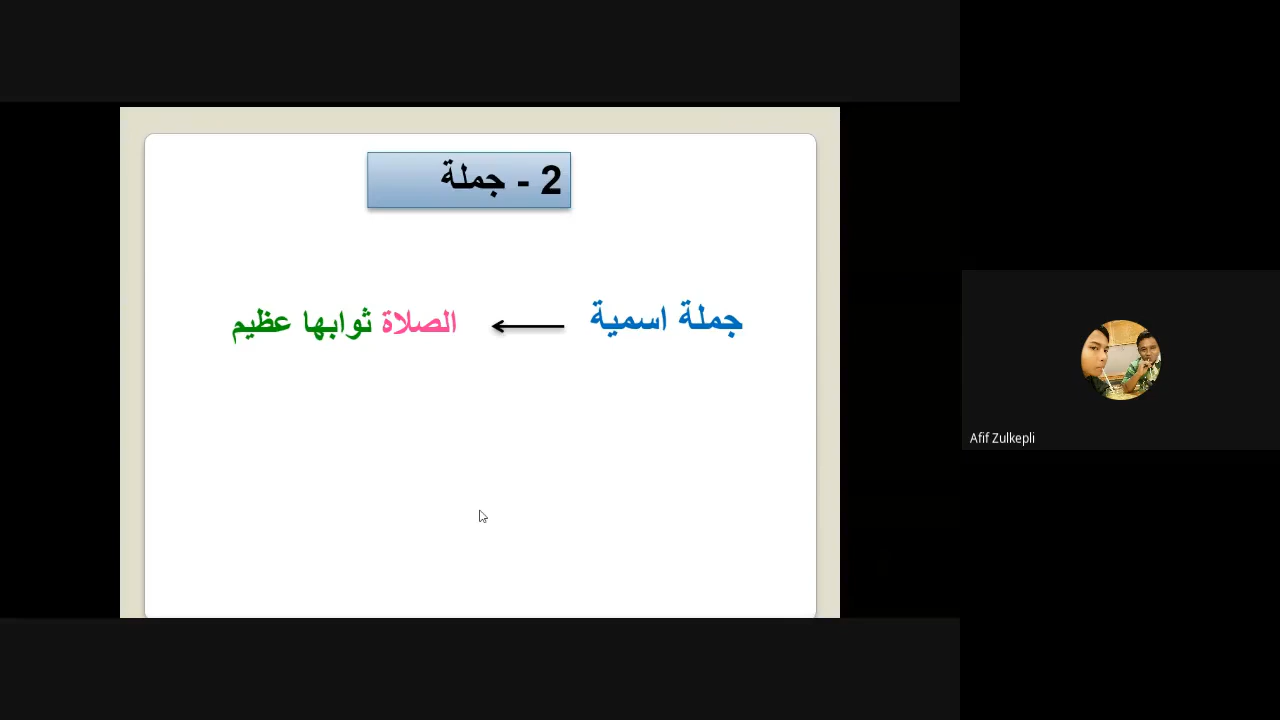 2 - جملة
جملة اسمية ← الصلاة ثوابها عظيم
Afif Zulkepli